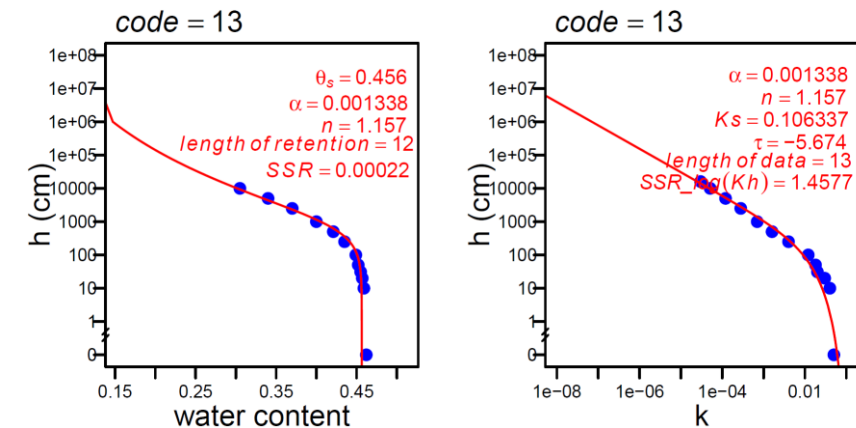 code = 13
1e+08
1e+07
1e+06
1e+05
10000
1000
100
10
1
0
h (cm)
θs = 0.456
α = 0.001338
n = 1.157
length of retention = 12
SSR = 0.00022
0.15 0.25 0.35 0.45
water content
code = 13
1e+08
1e+07
1e+06
1e+05
10000
1000
100
10
1
0
h (cm)
α = 0.001338
n = 1.157
Ks = 0.106337
τ = −5.674
length of data = 13
SSR_log(Kh) = 1.4577
1e−08 1e−06 1e−04 0.01
k